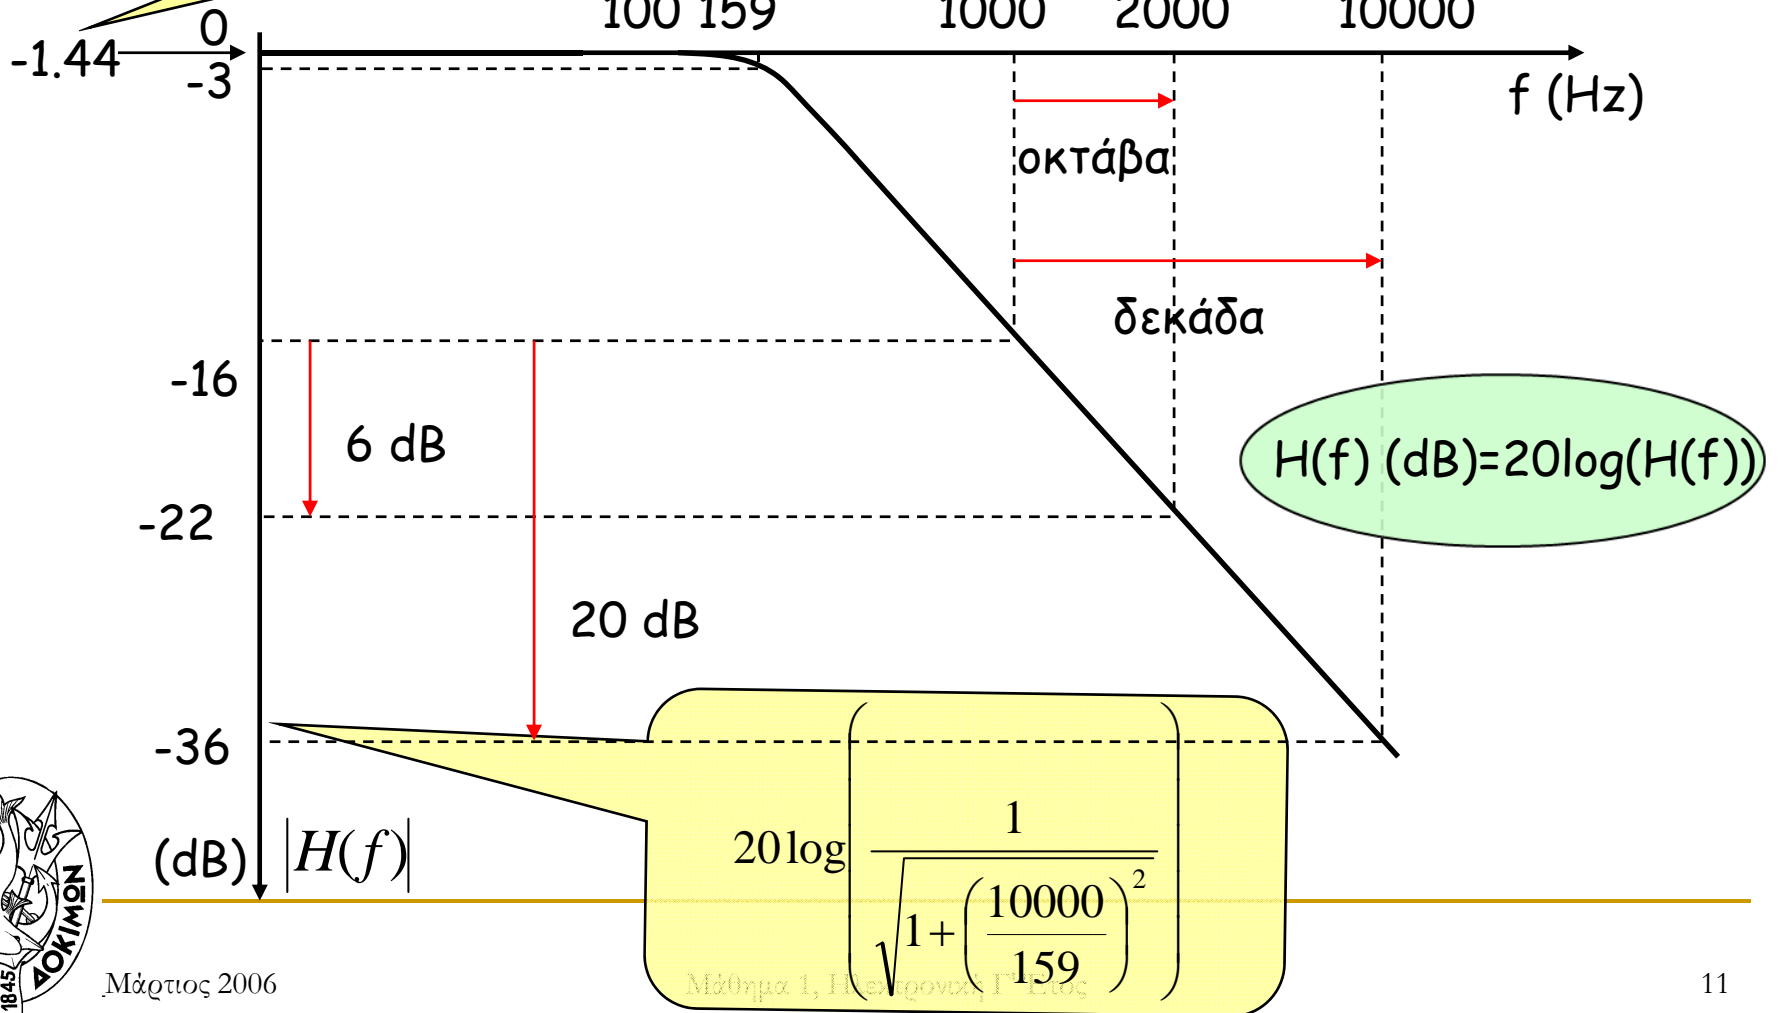 100 159 1000 2000 10000
0
-1.44
-3
f (Hz)
οκτάβα
δεκάδα
-16
6 dB
H(f) (dB)=20log(H(f))
-22
20 dB
-36
20log(1/√(1+(10000/159)²))
(dB) |H(f)|
ΔΟΚΙΜΩΝ
1845
Μάρτιος 2006
Μάθημα 1, Ηλεκτρονική Γ' Έτος
11